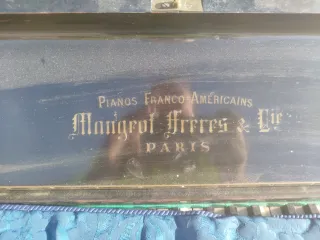 PIANOS FRANCO-AMÉRICAINS
Mangeot Frères & Cie
PARIS